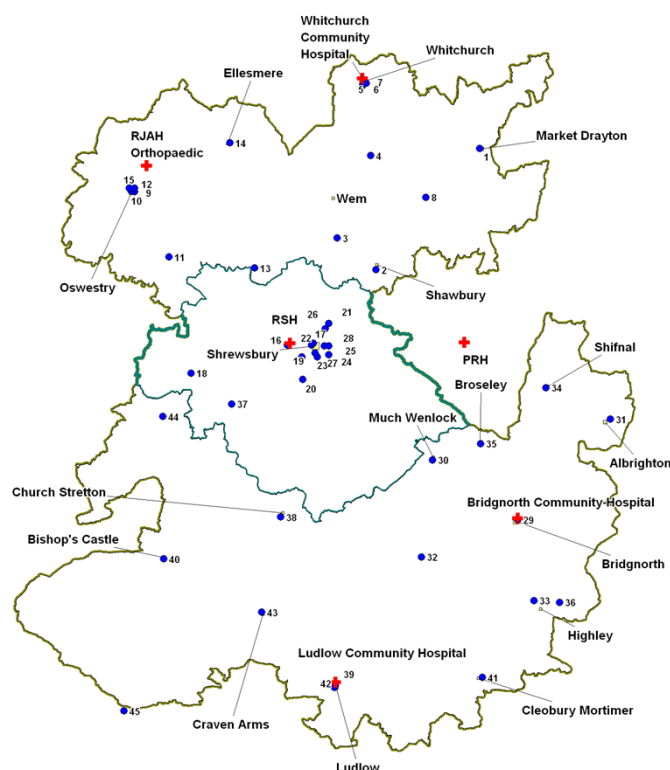 Whitchurch
Community
Hospital
Whitchurch
5
7
6
Ellesmere
14
Market Drayton
1
RJAH
Orthopaedic
4
15
12
9
10
Wem
8
3
11
Oswestry
13
2
Shawbury
26
21
RSH
17
16
22
28
Shrewsbury
25
19
23
27
24
20
PRH
Broseley
Shifnal
34
18
37
44
Much Wenlock
30
35
31
Albrighton
Church Stretton
38
Bridgnorth Community-Hospital
29
Bishop's Castle
40
32
Bridgnorth
33
36
Highley
43
Ludlow Community Hospital
39
42
41
45
Craven Arms
Cleobury Mortimer
Ludlow